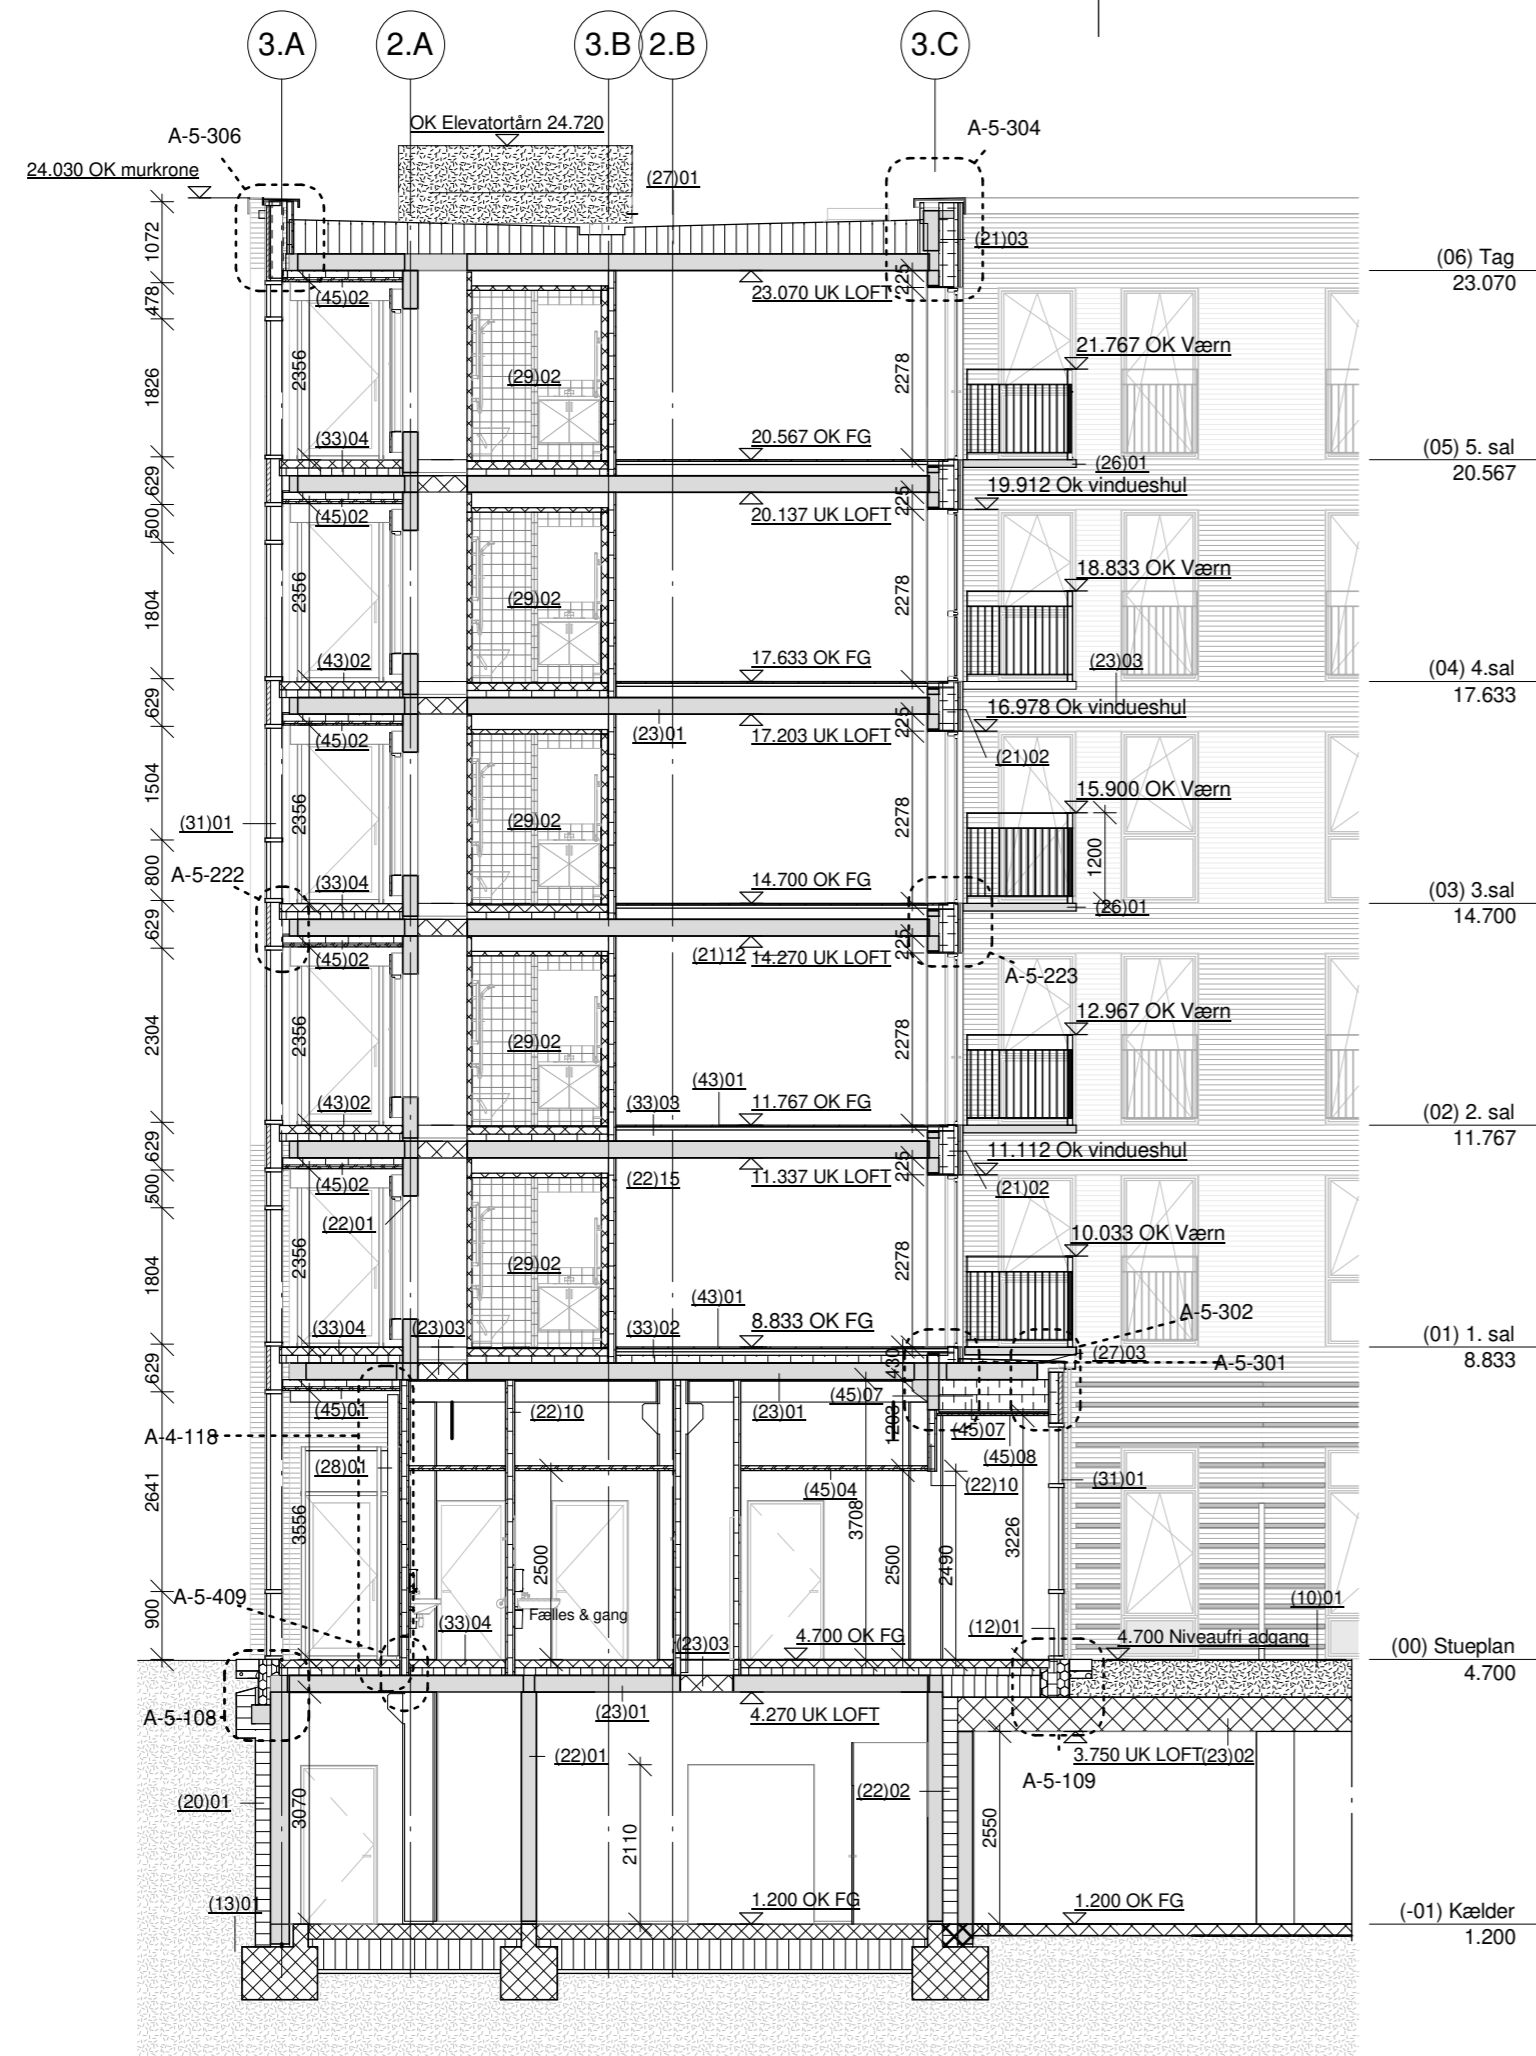 3.A
2.A
3.B
2.B
3.C
OK Elevatortårn 24.720
A-5-306
A-5-304
24.030 OK murkrone
(27)01
1072
(21)03
(06) Tag
23.070
478
(45)02
225
23.070 UK LOFT
21.767 OK Værn
1826
2356
(29)02
2278
(33)04
20.567 OK FG
(05) 5. sal
20.567
(26)01
629
19.912 Ok vindueshul
500
(45)02
20.137 UK LOFT
225
18.833 OK Værn
1804
2356
(29)02
2278
(43)02
17.633 OK FG
(23)03
(04) 4.sal
17.633
629
16.978 Ok vindueshul
(45)02
(23)01
17.203 UK LOFT
225
(21)02
1504
2356
15.900 OK Værn
(31)01
(29)02
2278
1200
800
A-5-222
(33)04
14.700 OK FG
(26)01
(03) 3.sal
14.700
629
(45)02
(21)12
14.270 UK LOFT
225
A-5-223
2304
2356
12.967 OK Værn
(29)02
2278
(43)01
(43)02
(33)03
11.767 OK FG
(02) 2. sal
11.767
629
11.112 Ok vindueshul
500
(45)02
(22)15
11.337 UK LOFT
225
(21)02
(22)01
1804
2356
10.033 OK Værn
(29)02
2278
(43)01
A-5-302
(33)04
(23)03
(33)02
8.833 OK FG
(01) 1. sal
8.833
(27)03
629
430
A-5-301
(45)01
(45)07
(22)10
(23)01
1203
A-4-118
(45)07
(28)01
(45)08
2641
(45)04
(22)10
(31)01
3556
3708
3226
2500
2500
2490
A-5-409
900
Fælles & gang
(33)04
(10)01
(12)01
4.700 OK FG
(23)03
4.700 Niveaufri adgang
(00) Stueplan
4.700
A-5-108
(23)01
4.270 UK LOFT
(22)01
3.750 UK LOFT
(23)02
A-5-109
(20)01
3070
(22)02
2110
2550
(13)01
1.200 OK FG
1.200 OK FG
(-01) Kælder
1.200